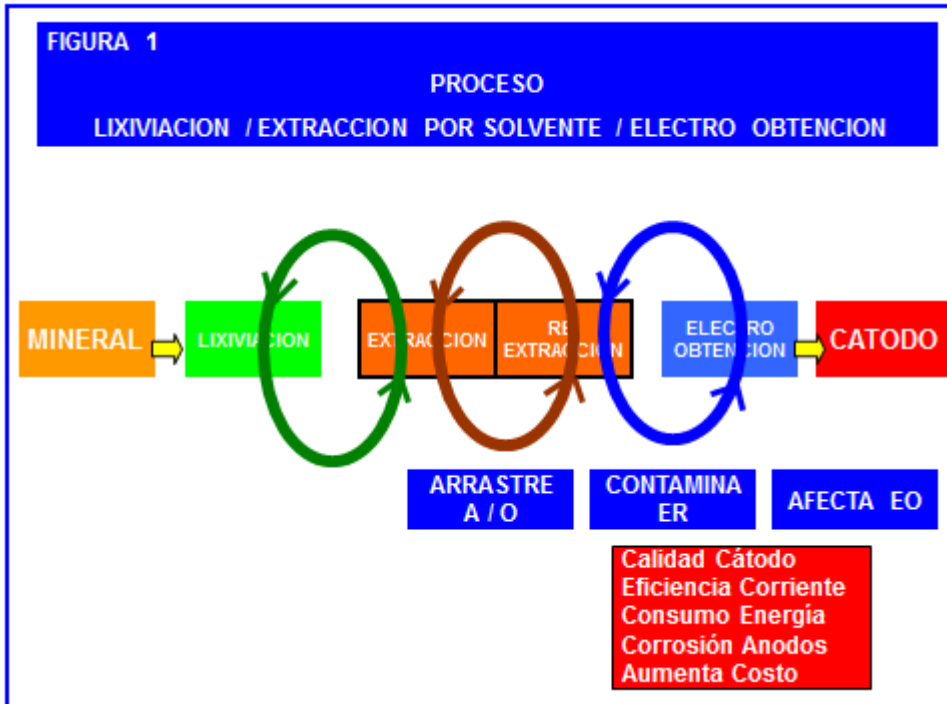 FIGURA 1
PROCESO
LIXIVIACION / EXTRACCION POR SOLVENTE / ELECTRO OBTENCION
MINERAL
LIXIVIACION
EXTRACCION
RE
EXTRACCION
ELECTRO
OBTENCION
CATODO
ARRASTRE
A / O
CONTAMINA
ER
AFECTA EO
Calidad Cátodo
Eficiencia Corriente
Consumo Energía
Corrosión Anodos
Aumenta Costo